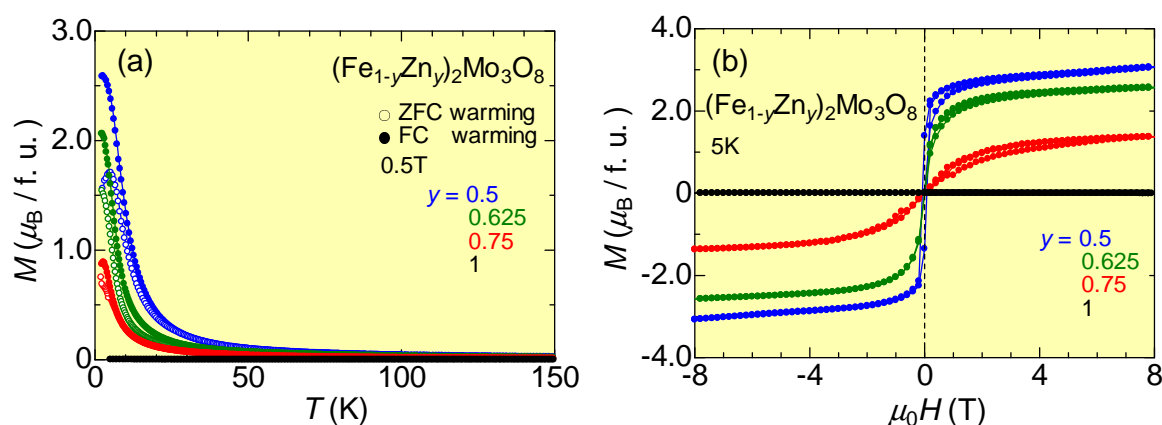 (a)
(Fe1-yZny)2Mo3O8
ZFC warming
FC warming
0.5T
y = 0.5
0.625
0.75
1
M (μB / f. u.)
3.0
2.0
1.0
0
0
50
100
150
T (K)
(b)
(Fe1-yZny)2Mo3O8
5K
y = 0.5
0.625
0.75
1
M (μB / f. u.)
4.0
2.0
0
-2.0
-4.0
-8
-4
0
4
8
μ0H (T)